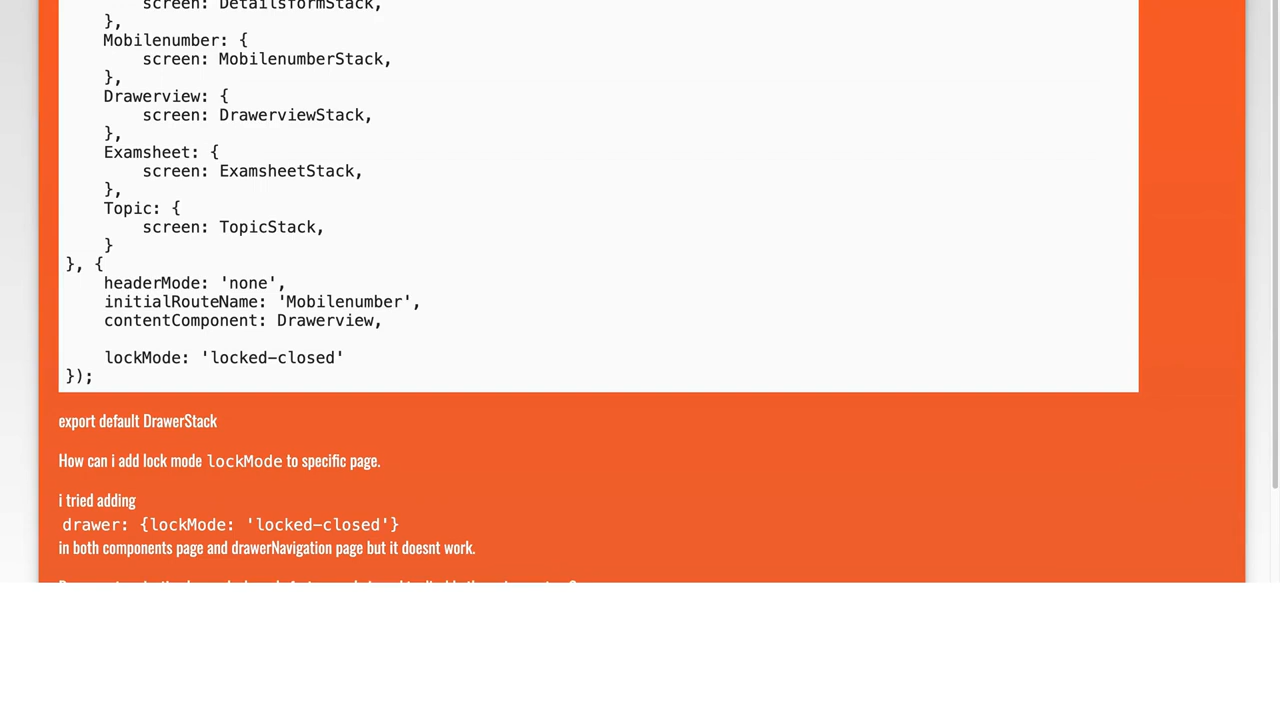 screen: DetailsformStack,
},
Mobilenumber: {
screen: MobilenumberStack,
},
Drawerview: {
screen: DrawerviewStack,
},
Examsheet: {
screen: ExamsheetStack,
},
Topic: {
screen: TopicStack,
}
}, {
headerMode: 'none',
initialRouteName: 'Mobilenumber',
contentComponent: Drawerview,
lockMode: 'locked-closed'
});
export default DrawerStack
How can i add lock mode lockMode to specific page.
i tried adding
drawer: {lockMode: 'locked-closed'}
in both components page and drawerNavigation page but it doesnt work.